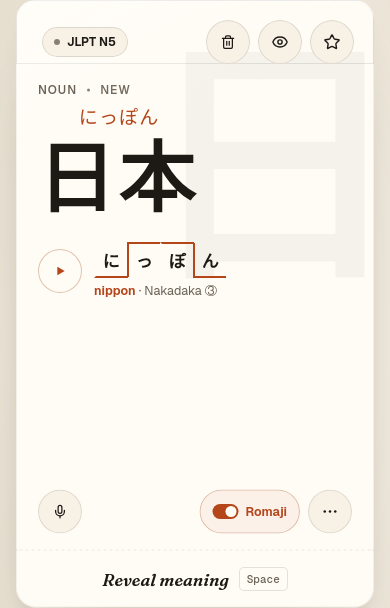 JLPT N5
NOUN • NEW
にっぽん
日本
にっぽん
nippon · Nakadaka ③
Romaji
Reveal meaning Space